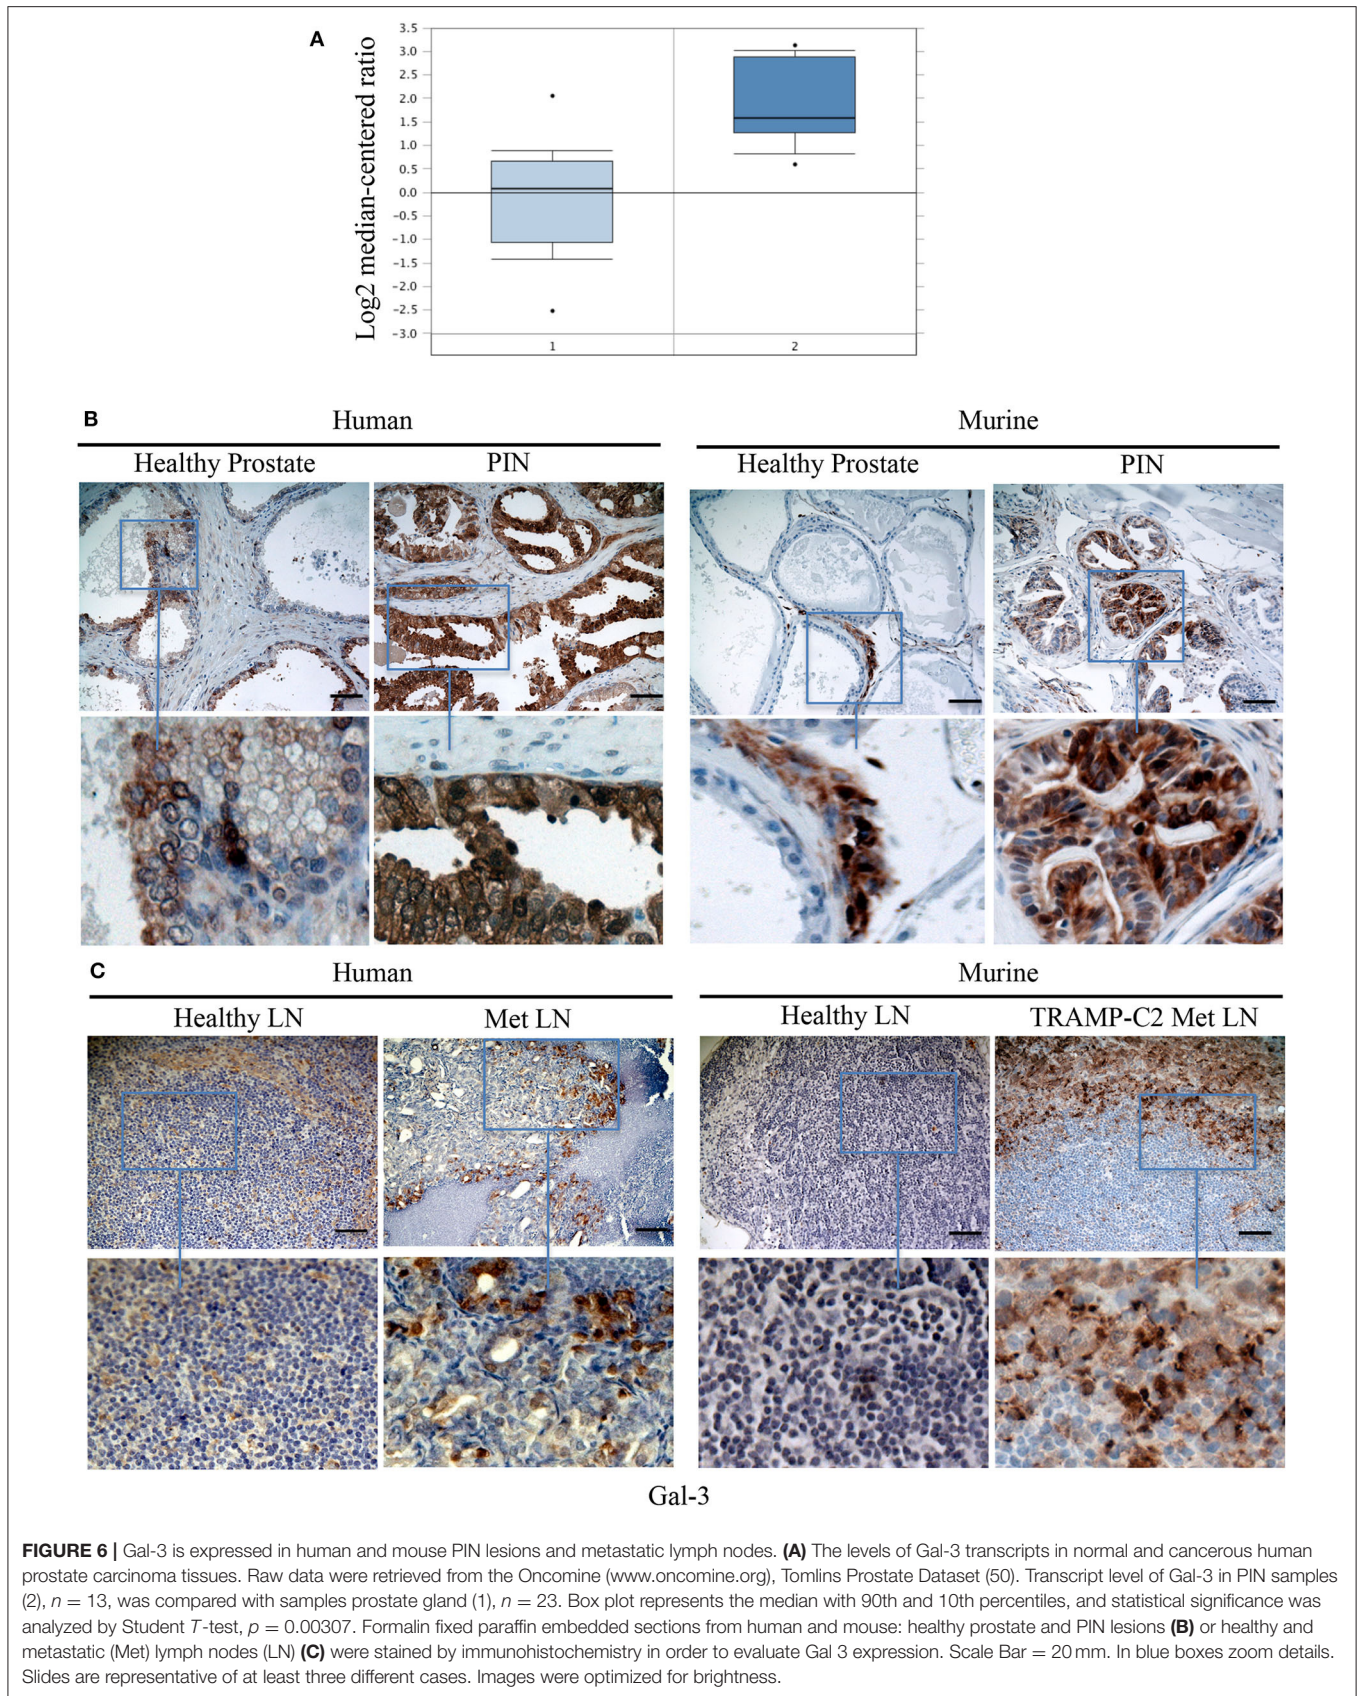 A
Log2 median-centered ratio
3.5
3.0
2.5
2.0
1.5
1.0
0.5
0.0
-0.5
-1.0
-1.5
-2.0
-2.5
-3.0
1 2
B
Human Murine
Healthy Prostate PIN Healthy Prostate PIN
C
Human Murine
Healthy LN Met LN Healthy LN TRAMP-C2 Met LN
Gal-3
FIGURE 6 | Gal-3 is expressed in human and mouse PIN lesions and metastatic lymph nodes. (A) The levels of Gal-3 transcripts in normal and cancerous human
prostate carcinoma tissues. Raw data were retrieved from the Oncomine (www.oncomine.org), Tomlins Prostate Dataset (50). Transcript level of Gal-3 in PIN samples
(2), n = 13, was compared with samples prostate gland (1), n = 23. Box plot represents the median with 90th and 10th percentiles, and statistical significance was
analyzed by Student T-test, p = 0.00307. Formalin fixed paraffin embedded sections from human and mouse: healthy prostate and PIN lesions (B) or healthy and
metastatic (Met) lymph nodes (LN) (C) were stained by immunohistochemistry in order to evaluate Gal 3 expression. Scale Bar = 20 mm. In blue boxes zoom details.
Slides are representative of at least three different cases. Images were optimized for brightness.